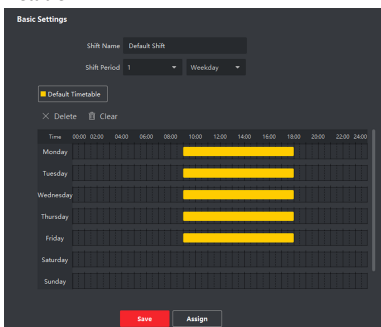 Basic Settings
Shift Name Default Shift
Shift Period 1 Weekday
Default Timetable
Delete Clear
Time 00:00 02:00 04:00 06:00 08:00 10:00 12:00 14:00 16:00 18:00 20:00 22:00 24:00
Monday
Tuesday
Wednesday
Thursday
Friday
Saturday
Sunday
Save Assign